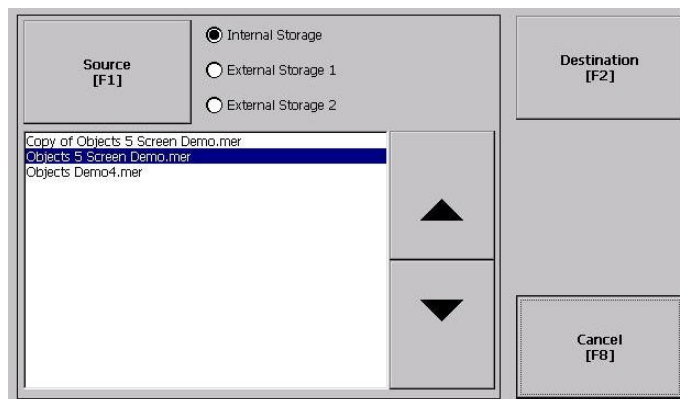 Source
[F1]
Internal Storage
External Storage 1
External Storage 2
Destination
[F2]
Copy of Objects 5 Screen Demo.mer
Objects 5 Screen Demo.mer
Objects Demo4.mer
Cancel
[F8]